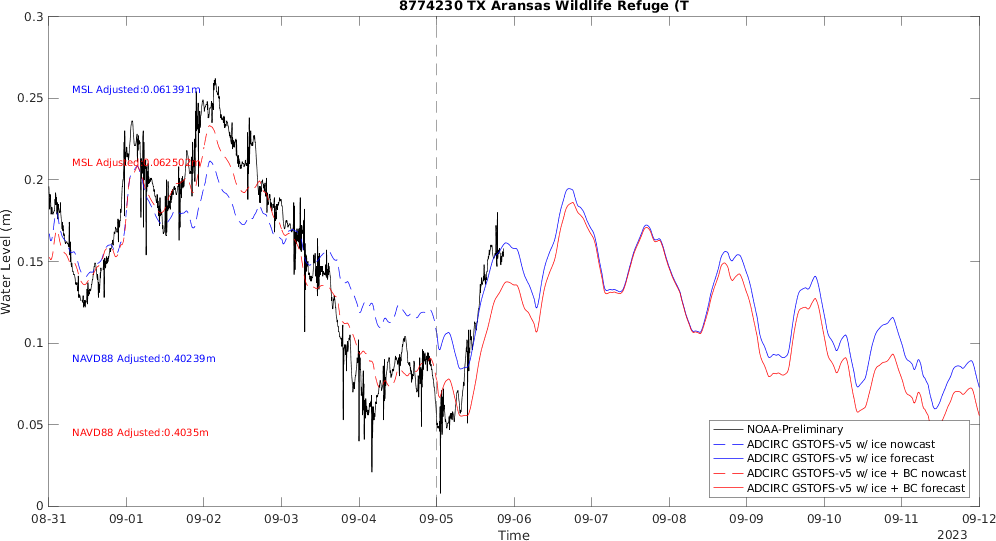 8774230 TX Aransas Wildlife Refuge (T
Water Level (m)
0.3
0.25
0.2
0.15
0.1
0.05
0
MSL Adjusted:0.061391m
MSL Adjusted:0.062502m
NAVD88 Adjusted:0.40239m
NAVD88 Adjusted:0.4035m
NOAA-Preliminary
ADCIRC GSTOFS-v5 w/ ice nowcast
ADCIRC GSTOFS-v5 w/ ice forecast
ADCIRC GSTOFS-v5 w/ ice + BC nowcast
ADCIRC GSTOFS-v5 w/ ice + BC forecast
08-31 09-01 09-02 09-03 09-04 09-05 09-06 09-07 09-08 09-09 09-10 09-11 09-12
Time
2023